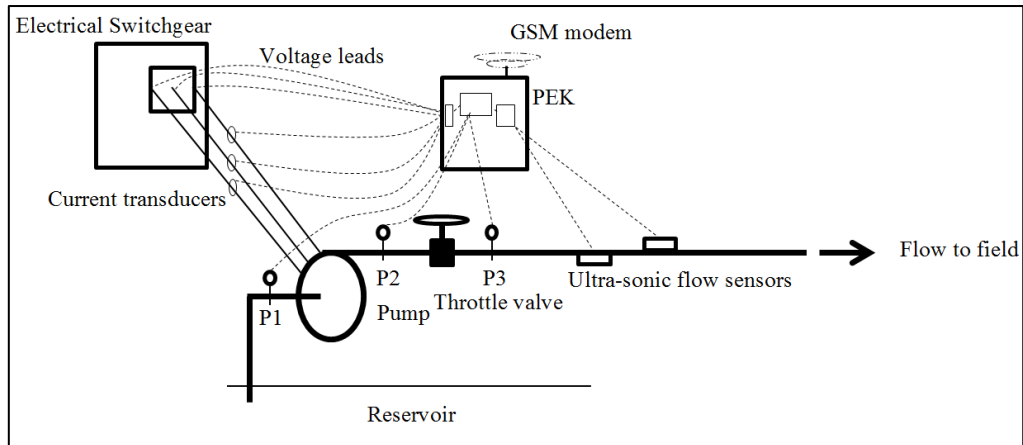 Electrical Switchgear
GSM modem
Voltage leads
PEK
Current transducers
Flow to field
P2
P3
Ultra-sonic flow sensors
P1
Pump
Throttle valve
Reservoir